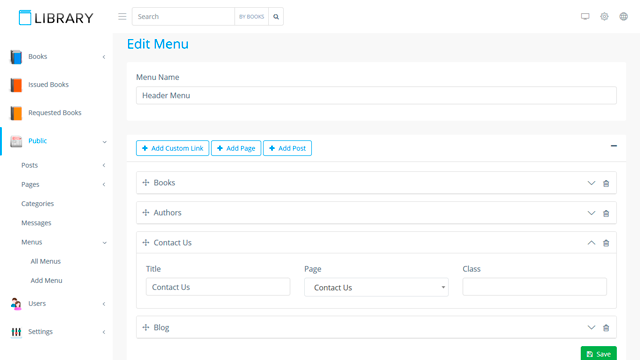 LIBRARY
Search
BY BOOKS
Edit Menu
Books
Issued Books
Requested Books
Public
Posts
Pages
Categories
Messages
Menus
All Menus
Add Menu
Users
Settings
Menu Name
Header Menu
Add Custom Link
Add Page
Add Post
Books
Authors
Contact Us
Title
Page
Class
Contact Us
Contact Us
Blog
Save